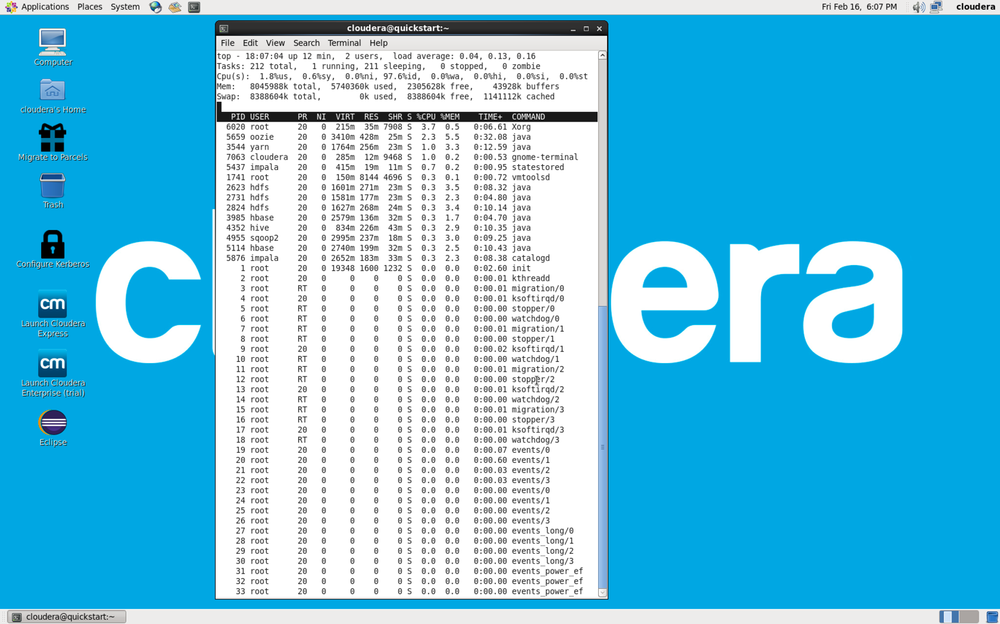 Applications Places System
Fri Feb 16, 6:07 PM
cloudera
Computer
cloudera's Home
Migrate to Parcels
Trash
Configure Kerberos
cm
Launch Cloudera
Express
cm
Launch Cloudera
Enterprise (trial)
Eclipse
cloudera@quickstart:~
File Edit View Search Terminal Help
top - 18:07:04 up 12 min, 2 users, load average: 0.04, 0.13, 0.16
Tasks: 212 total, 1 running, 211 sleeping, 0 stopped, 0 zombie
Cpu(s): 1.8%us, 0.6%sy, 0.0%ni, 97.6%id, 0.0%wa, 0.0%hi, 0.0%si, 0.0%st
Mem: 8045988k total, 5740360k used, 2305628k free, 43928k buffers
Swap: 8388604k total, 0k used, 8388604k free, 1141112k cached
PID USER PR NI VIRT RES SHR S %CPU %MEM TIME+ COMMAND
6020 root 20 0 215m 35m 7908 S 3.7 0.5 0:06.61 Xorg
5659 oozie 20 0 3410m 428m 25m S 2.3 5.5 0:32.08 java
3544 yarn 20 0 1764m 256m 23m S 1.0 3.3 0:12.59 java
7063 cloudera 20 0 285m 12m 9468 S 1.0 0.2 0:00.53 gnome-terminal
5437 impala 20 0 415m 19m 11m S 0.7 0.2 0:00.95 statestored
1741 root 20 0 150m 8144 4696 S 0.3 0.1 0:00.72 vmtoolsd
2623 hdfs 20 0 1601m 271m 23m S 0.3 3.5 0:08.32 java
2731 hdfs 20 0 1581m 177m 23m S 0.3 2.3 0:04.80 java
2824 hdfs 20 0 1627m 268m 24m S 0.3 3.4 0:10.14 java
3985 hbase 20 0 2579m 136m 32m S 0.3 1.7 0:04.70 java
4352 hive 20 0 834m 226m 43m S 0.3 2.9 0:10.35 java
4955 sqoop2 20 0 2995m 237m 18m S 0.3 3.0 0:09.25 java
5114 hbase 20 0 2740m 199m 32m S 0.3 2.5 0:10.43 java
5876 impala 20 0 2652m 183m 33m S 0.3 2.3 0:08.38 catalogd
1 root 20 0 19348 1600 1232 S 0.0 0.0 0:02.60 init
2 root 20 0 0 0 0 S 0.0 0.0 0:00.01 kthreadd
3 root RT 0 0 0 0 S 0.0 0.0 0:00.01 migration/0
4 root 20 0 0 0 0 S 0.0 0.0 0:00.01 ksoftirqd/0
5 root RT 0 0 0 0 S 0.0 0.0 0:00.00 stopper/0
6 root RT 0 0 0 0 S 0.0 0.0 0:00.00 watchdog/0
7 root RT 0 0 0 0 S 0.0 0.0 0:00.01 migration/1
8 root RT 0 0 0 0 S 0.0 0.0 0:00.00 stopper/1
9 root 20 0 0 0 0 S 0.0 0.0 0:00.02 ksoftirqd/1
10 root RT 0 0 0 0 S 0.0 0.0 0:00.00 watchdog/1
11 root RT 0 0 0 0 S 0.0 0.0 0:00.01 migration/2
12 root RT 0 0 0 0 S 0.0 0.0 0:00.00 stopper/2
13 root 20 0 0 0 0 S 0.0 0.0 0:00.01 ksoftirqd/2
14 root RT 0 0 0 0 S 0.0 0.0 0:00.00 watchdog/2
15 root RT 0 0 0 0 S 0.0 0.0 0:00.01 migration/3
16 root RT 0 0 0 0 S 0.0 0.0 0:00.00 stopper/3
17 root 20 0 0 0 0 S 0.0 0.0 0:00.01 ksoftirqd/3
18 root RT 0 0 0 0 S 0.0 0.0 0:00.00 watchdog/3
19 root 20 0 0 0 0 S 0.0 0.0 0:00.07 events/0
20 root 20 0 0 0 0 S 0.0 0.0 0:00.60 events/1
21 root 20 0 0 0 0 S 0.0 0.0 0:00.03 events/2
22 root 20 0 0 0 0 S 0.0 0.0 0:00.03 events/3
23 root 20 0 0 0 0 S 0.0 0.0 0:00.00 events/0
24 root 20 0 0 0 0 S 0.0 0.0 0:00.00 events/1
25 root 20 0 0 0 0 S 0.0 0.0 0:00.00 events/2
26 root 20 0 0 0 0 S 0.0 0.0 0:00.00 events/3
27 root 20 0 0 0 0 S 0.0 0.0 0:00.00 events_long/0
28 root 20 0 0 0 0 S 0.0 0.0 0:00.00 events_long/1
29 root 20 0 0 0 0 S 0.0 0.0 0:00.00 events_long/2
30 root 20 0 0 0 0 S 0.0 0.0 0:00.00 events_long/3
31 root 20 0 0 0 0 S 0.0 0.0 0:00.00 events_power_ef
32 root 20 0 0 0 0 S 0.0 0.0 0:00.00 events_power_ef
33 root 20 0 0 0 0 S 0.0 0.0 0:00.00 events_power_ef
c era
cloudera@quickstart:~